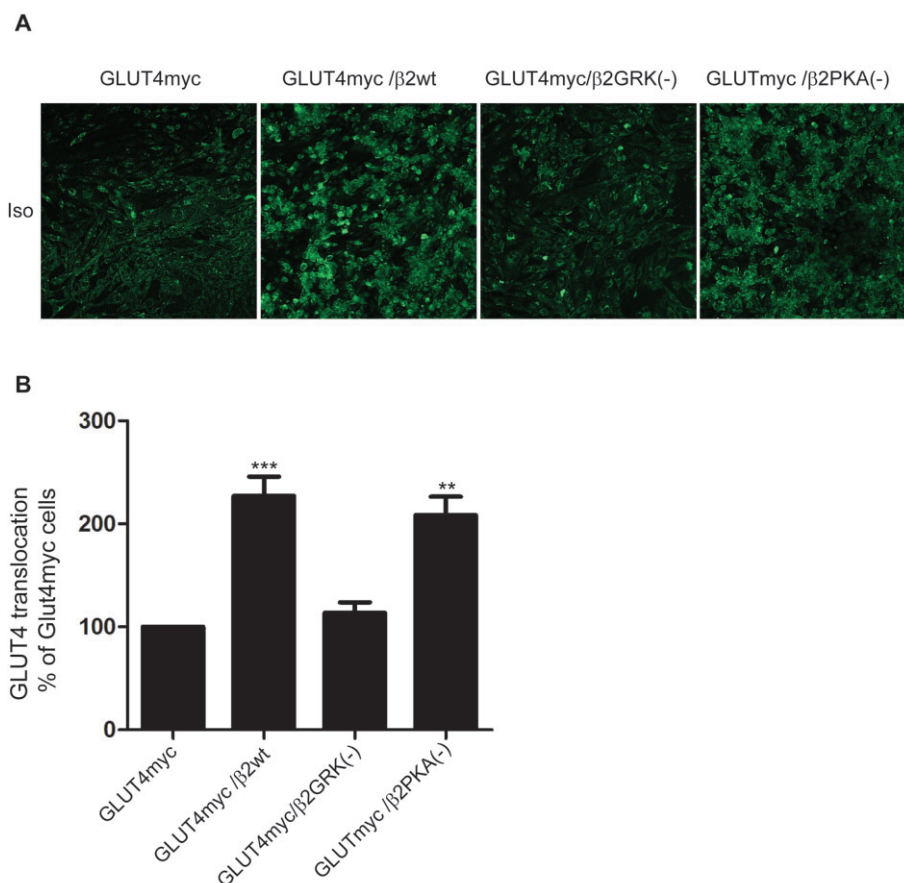 A
GLUT4myc
GLUT4myc /β2wt
GLUT4myc/β2GRK(-)
GLUTmyc /β2PKA(-)
Iso
B
GLUT4 translocation
% of Glut4myc cells
300
200
100
0
***
**
GLUT4myc
GLUT4myc /β2wt
GLUT4myc/β2GRK(-)
GLUTmyc /β2PKA(-)